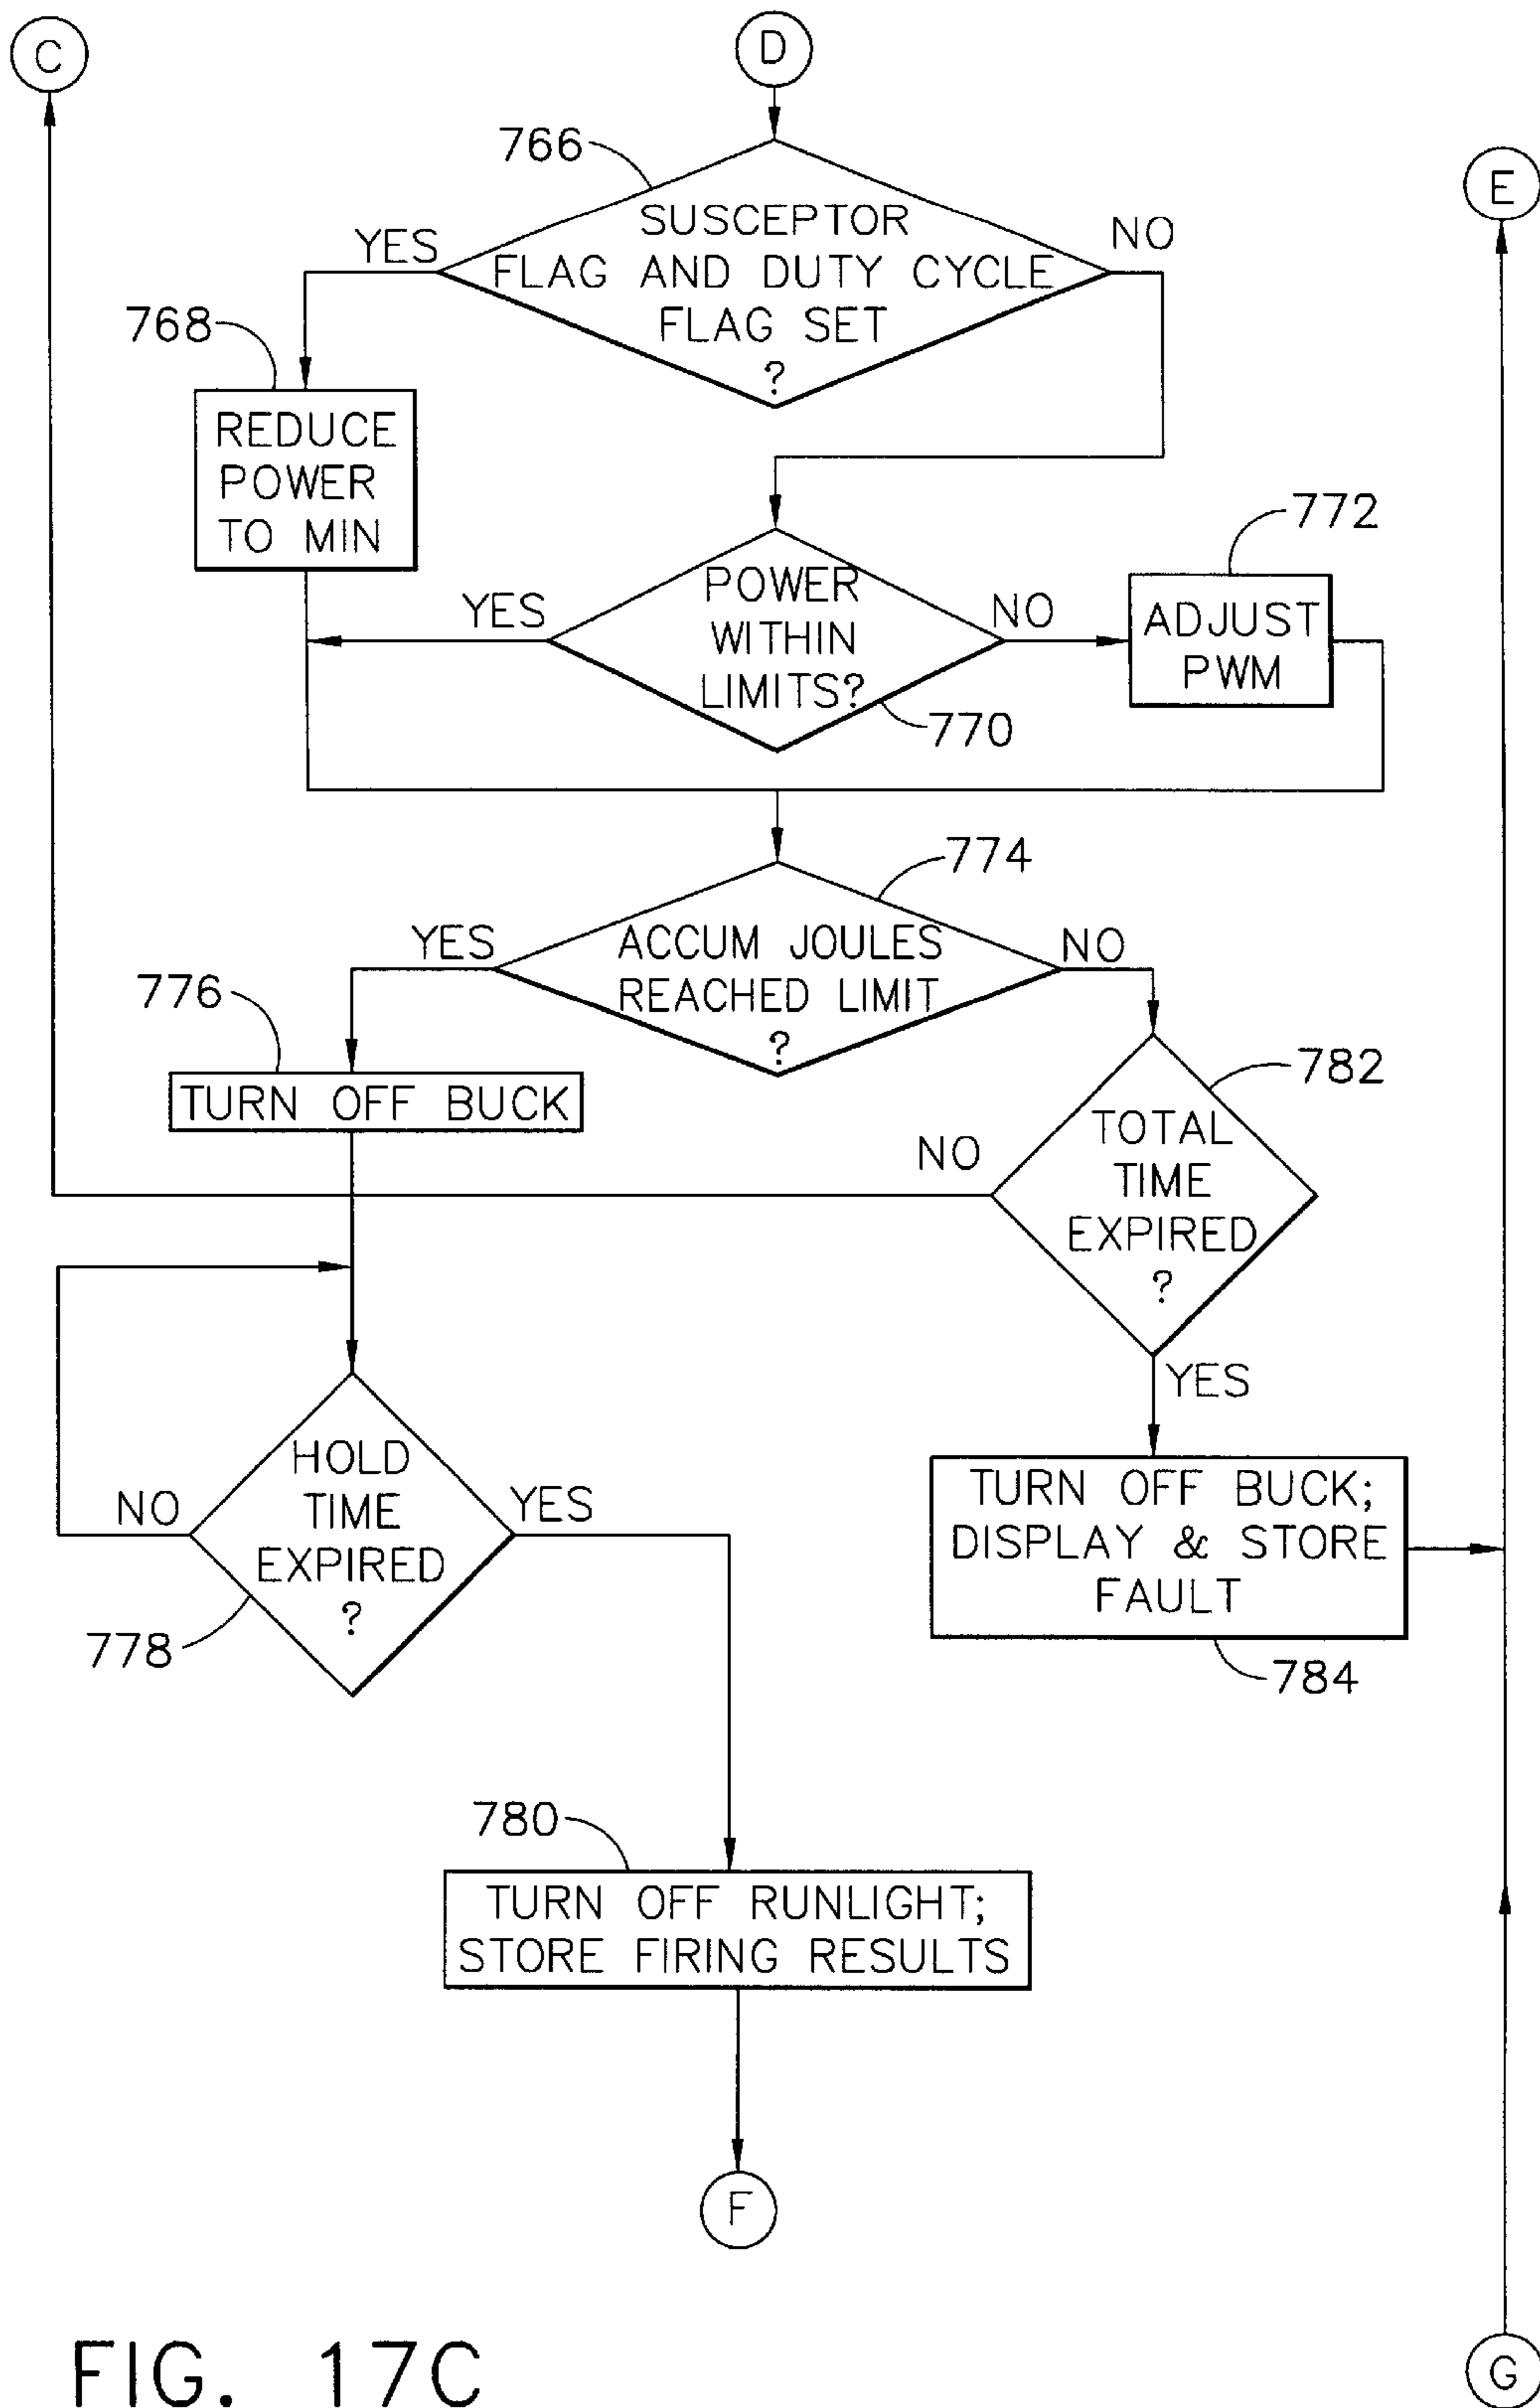 C
D
E
766
SUSCEPTOR
FLAG AND DUTY CYCLE
FLAG SET
?
YES
NO
768
REDUCE
POWER
TO MIN
772
POWER
WITHIN
LIMITS?
YES
NO
ADJUST
PWM
770
774
ACCUM JOULES
REACHED LIMIT
?
YES
NO
776
TURN OFF BUCK
782
TOTAL
TIME
EXPIRED
?
NO
YES
HOLD
TIME
EXPIRED
?
NO
YES
778
TURN OFF BUCK;
DISPLAY & STORE
FAULT
784
780
TURN OFF RUNLIGHT;
STORE FIRING RESULTS
F
G
FIG. 17C